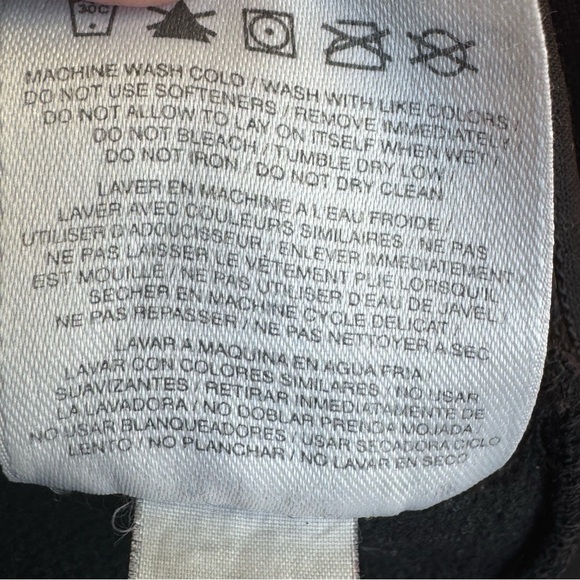 30C
MACHINE WASH COLD / WASH WITH LIKE COLORS /
DO NOT USE SOFTENERS / REMOVE IMMEDIATELY
DO NOT ALLOW TO LAY ON ITSELF WHEN WET /
DO NOT BLEACH / TUMBLE DRY LOW /
DO NOT IRON / DO NOT DRY CLEAN
LAVER EN MACHINE A L'EAU FROIDE /
LAVER AVEC COULEURS SIMILAIRES / NE PAS
UTILISER D'ADOUCISSEUR / ENLEVER IMMEDIATEMENT
NE PAS LAISSER LE VÊTEMENT PLIE LORSQU'IL
EST MOUILLÉ / NE PAS UTILISER D'EAU DE JAVEL /
SECHER EN MACHINE CYCLE DELICAT /
NE PAS REPASSER / NE PAS NETTOYER A SEC
LAVAR A MAQUINA EN AGUA FRIA
LAVAR CON COLORES SIMILARES / NO USAR
SUAVIZANTES / RETIRAR INMEDIATAMENTE DE
LA LAVADORA / NO DOBLAR PRENDA MOJADA /
NO USAR BLANQUEADORES / USAR SECADORA CICLO
LENTO / NO PLANCHAR / NO LAVAR EN SECO